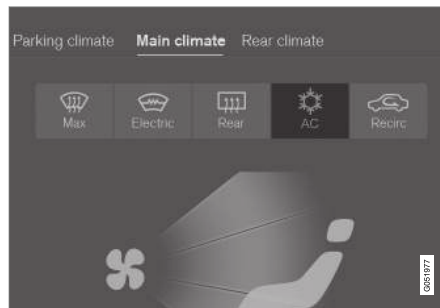 Parking climate Main climate Rear climate
Max Electric Rear AC Recirc
G051977